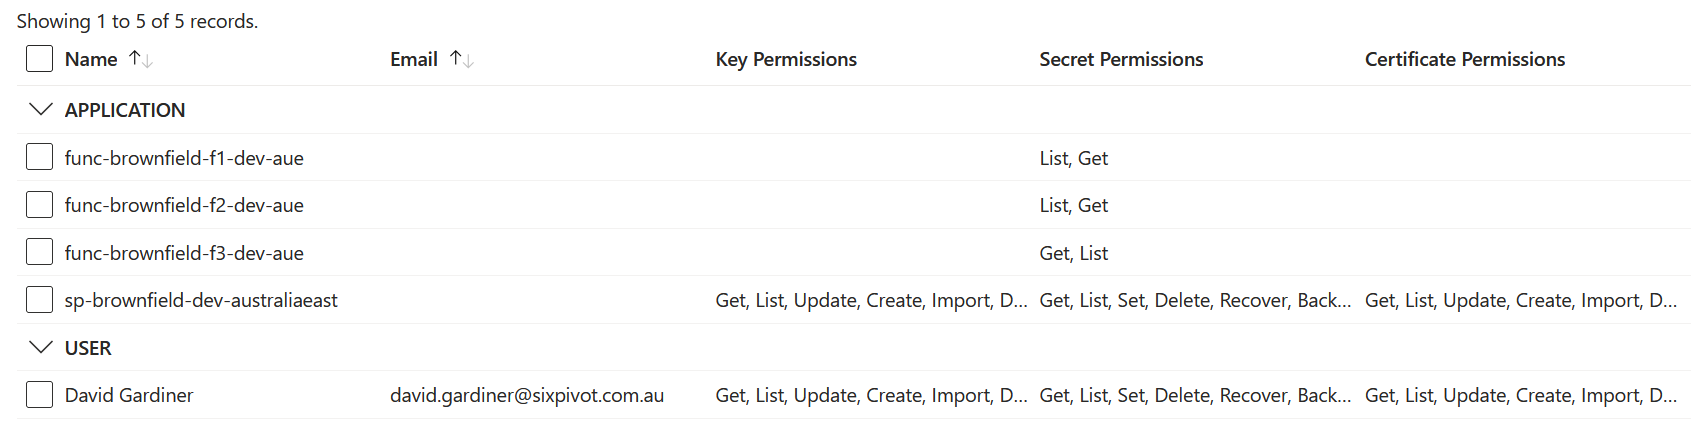 Showing 1 to 5 of 5 records.
Name ↑↓ Email ↑↓ Key Permissions Secret Permissions Certificate Permissions
APPLICATION
func-brownfield-f1-dev-aue List, Get
func-brownfield-f2-dev-aue List, Get
func-brownfield-f3-dev-aue Get, List
sp-brownfield-dev-australiaeast Get, List, Update, Create, Import, D... Get, List, Set, Delete, Recover, Back... Get, List, Update, Create, Import, D...
USER
David Gardiner david.gardiner@sixpivot.com.au Get, List, Update, Create, Import, D... Get, List, Set, Delete, Recover, Back... Get, List, Update, Create, Import, D...